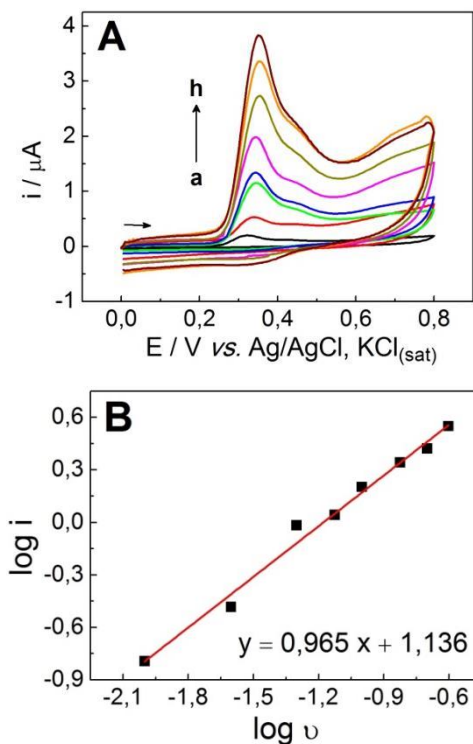 A
4
3
2
1
0
-1
i / μA
h
a
0,0 0,2 0,4 0,6 0,8
E / V vs. Ag/AgCl, KCl(sat)
B
0,6
0,3
0,0
-0,3
-0,6
-0,9
log i
y = 0,965 x + 1,136
-2,1 -1,8 -1,5 -1,2 -0,9 -0,6
log υ